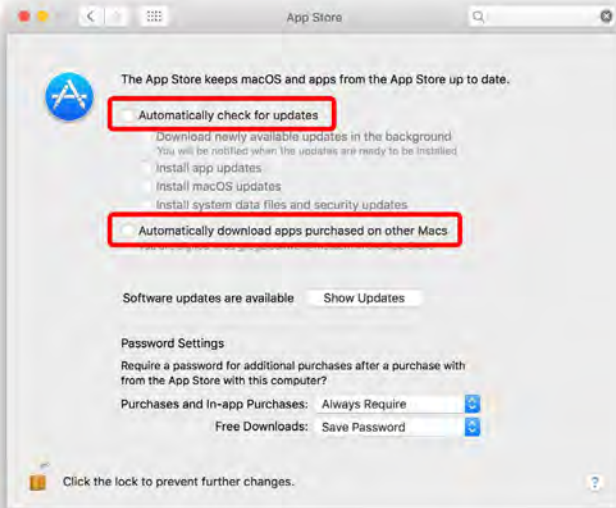 App Store
The App Store keeps macOS and apps from the App Store up to date.
Automatically check for updates
Download newly available updates in the background
You will be notified when the updates are ready to be installed
Install app updates
Install macOS updates
Install system data files and security updates
Automatically download apps purchased on other Macs
Software updates are available Show Updates
Password Settings
Require a password for additional purchases after a purchase with
from the App Store with this computer?
Purchases and In-app Purchases: Always Require
Free Downloads: Save Password
Click the lock to prevent further changes.
?